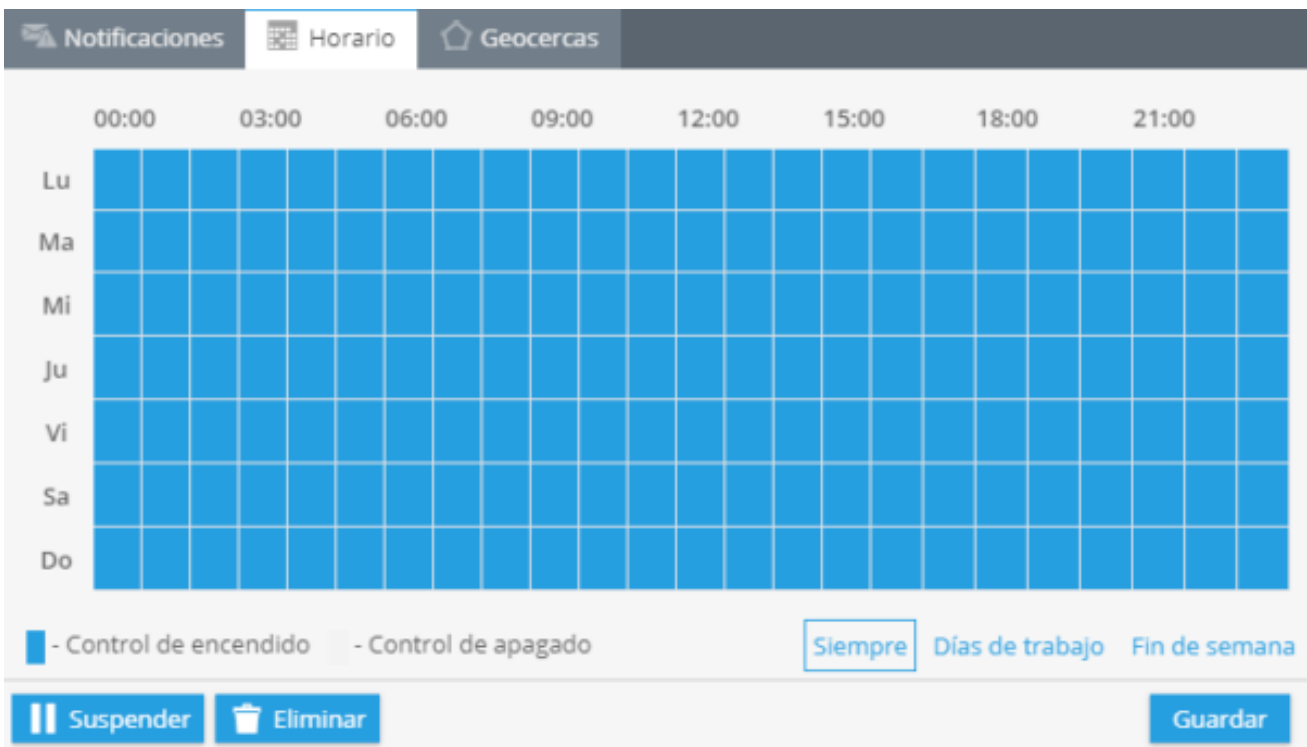 Notificaciones Horario Geocercas
00:00 03:00 06:00 09:00 12:00 15:00 18:00 21:00
Lu
Ma
Mi
Ju
Vi
Sa
Do
- Control de encendido - Control de apagado Siempre Días de trabajo Fin de semana
Suspender Eliminar Guardar